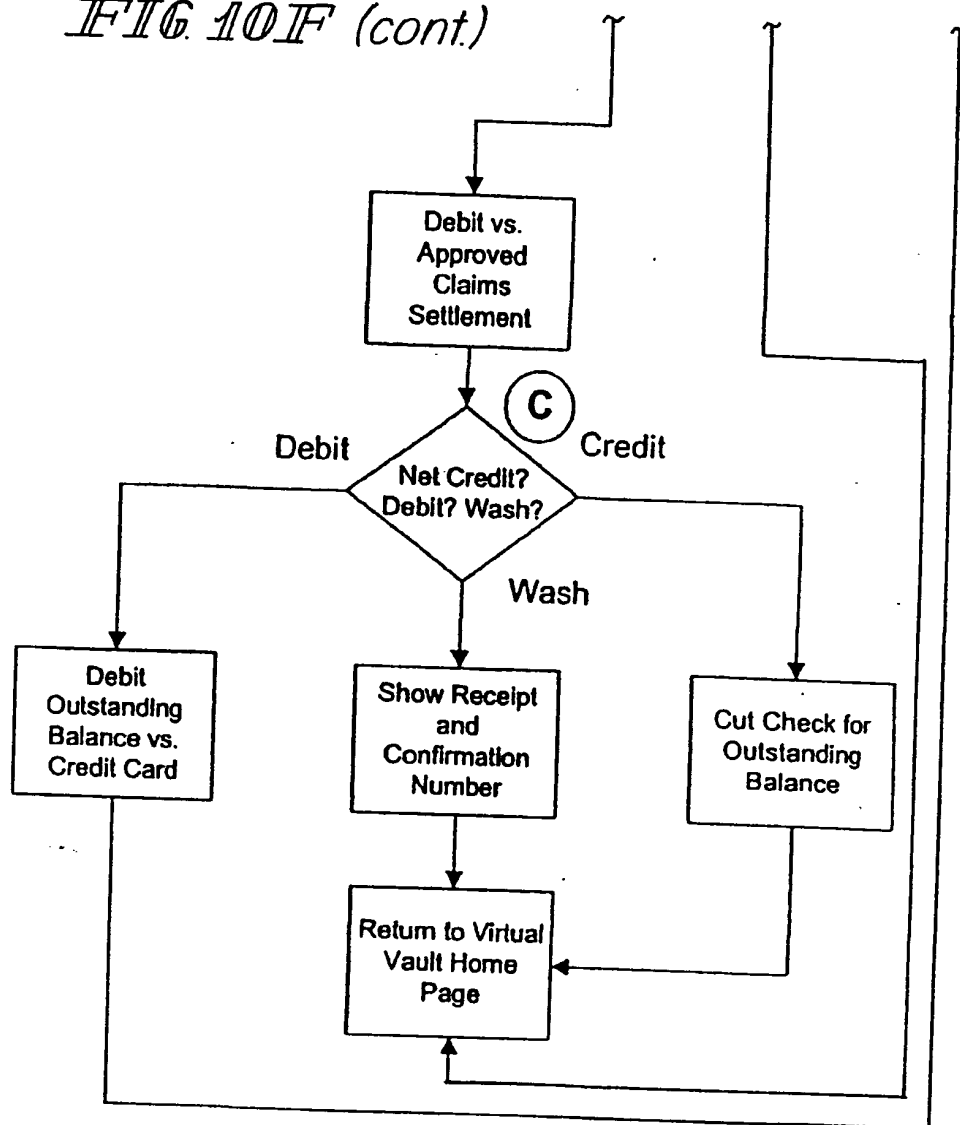 FIG. 10F (cont.)
Debit vs.
Approved
Claims
Settlement
C
Debit
Credit
Net Credit?
Debit? Wash?
Wash
Debit
Outstanding
Balance vs.
Credit Card
Show Receipt
and
Confirmation
Number
Cut Check for
Outstanding
Balance
Return to Virtual
Vault Home
Page